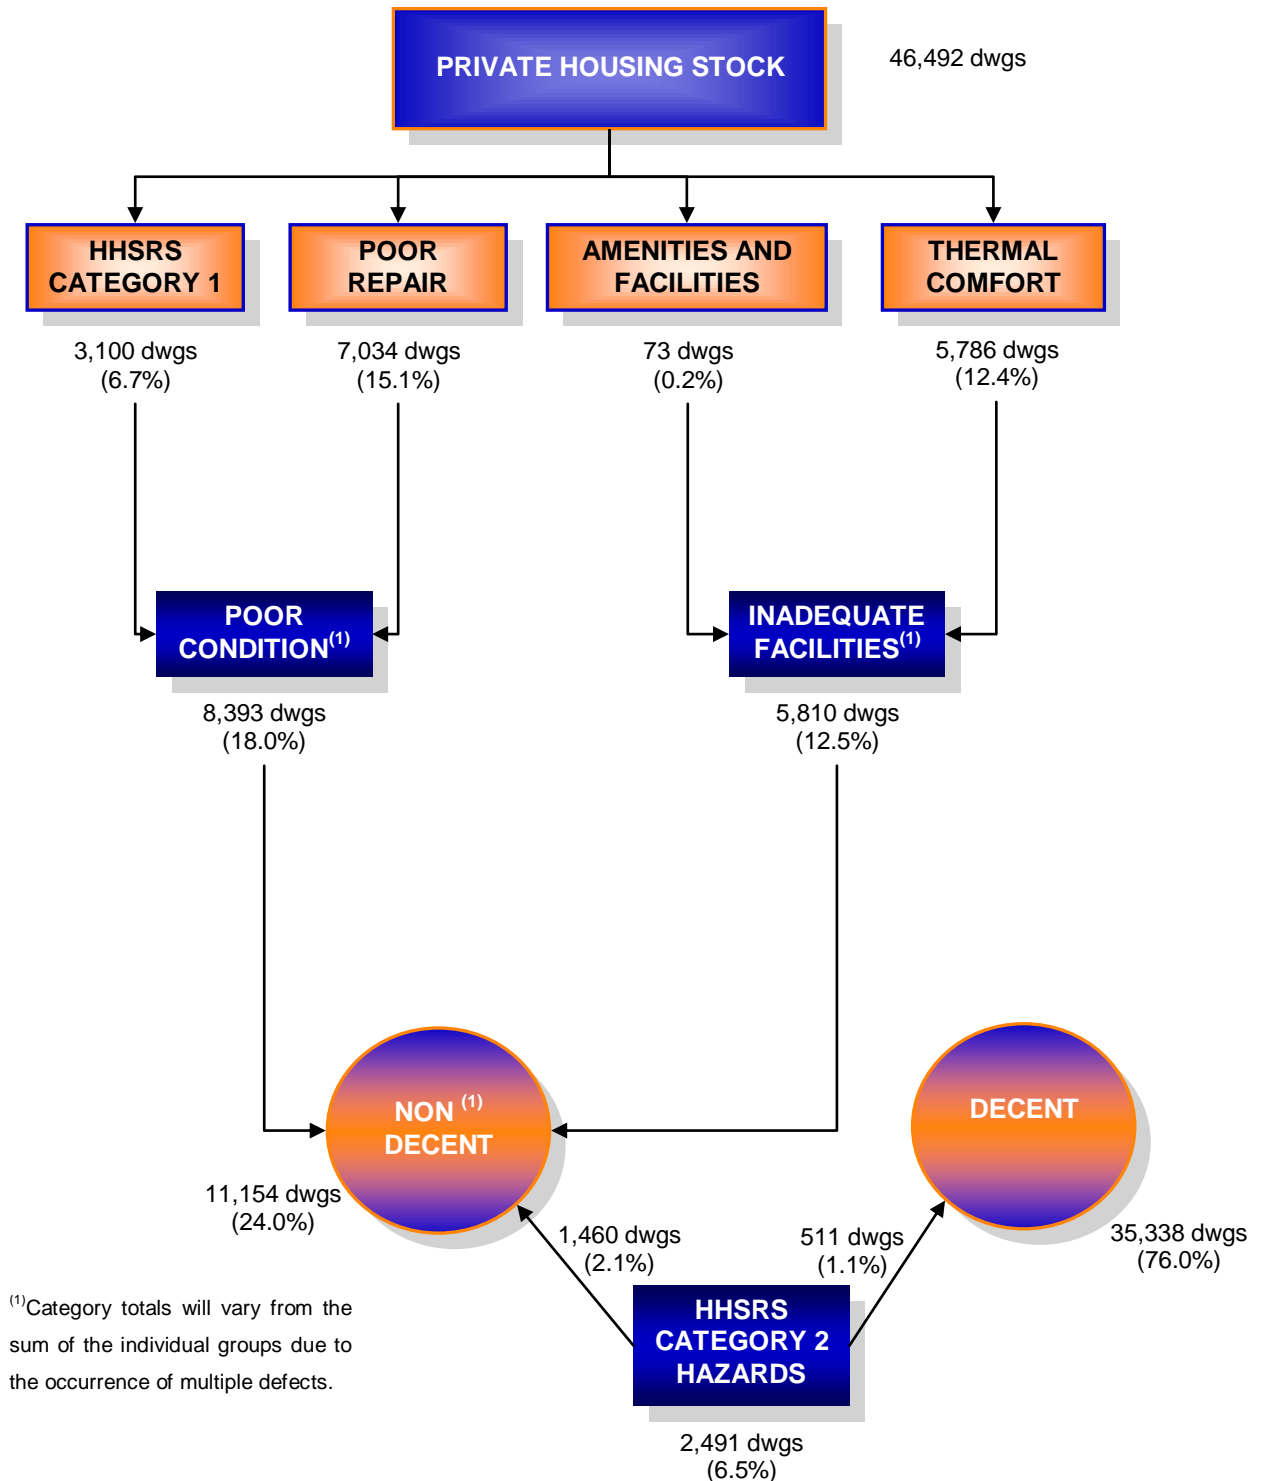 PRIVATE HOUSING STOCK
46,492 dwgs
HHSRS
CATEGORY 1
POOR
REPAIR
AMENITIES AND
FACILITIES
THERMAL
COMFORT
3,100 dwgs
(6.7%)
7,034 dwgs
(15.1%)
73 dwgs
(0.2%)
5,786 dwgs
(12.4%)
POOR
CONDITION(1)
INADEQUATE
FACILITIES(1)
8,393 dwgs
(18.0%)
5,810 dwgs
(12.5%)
NON (1)
DECENT
DECENT
11,154 dwgs
(24.0%)
1,460 dwgs
(2.1%)
511 dwgs
(1.1%)
35,338 dwgs
(76.0%)
HHSRS
CATEGORY 2
HAZARDS
2,491 dwgs
(6.5%)
(1)Category totals will vary from the
sum of the individual groups due to
the occurrence of multiple defects.